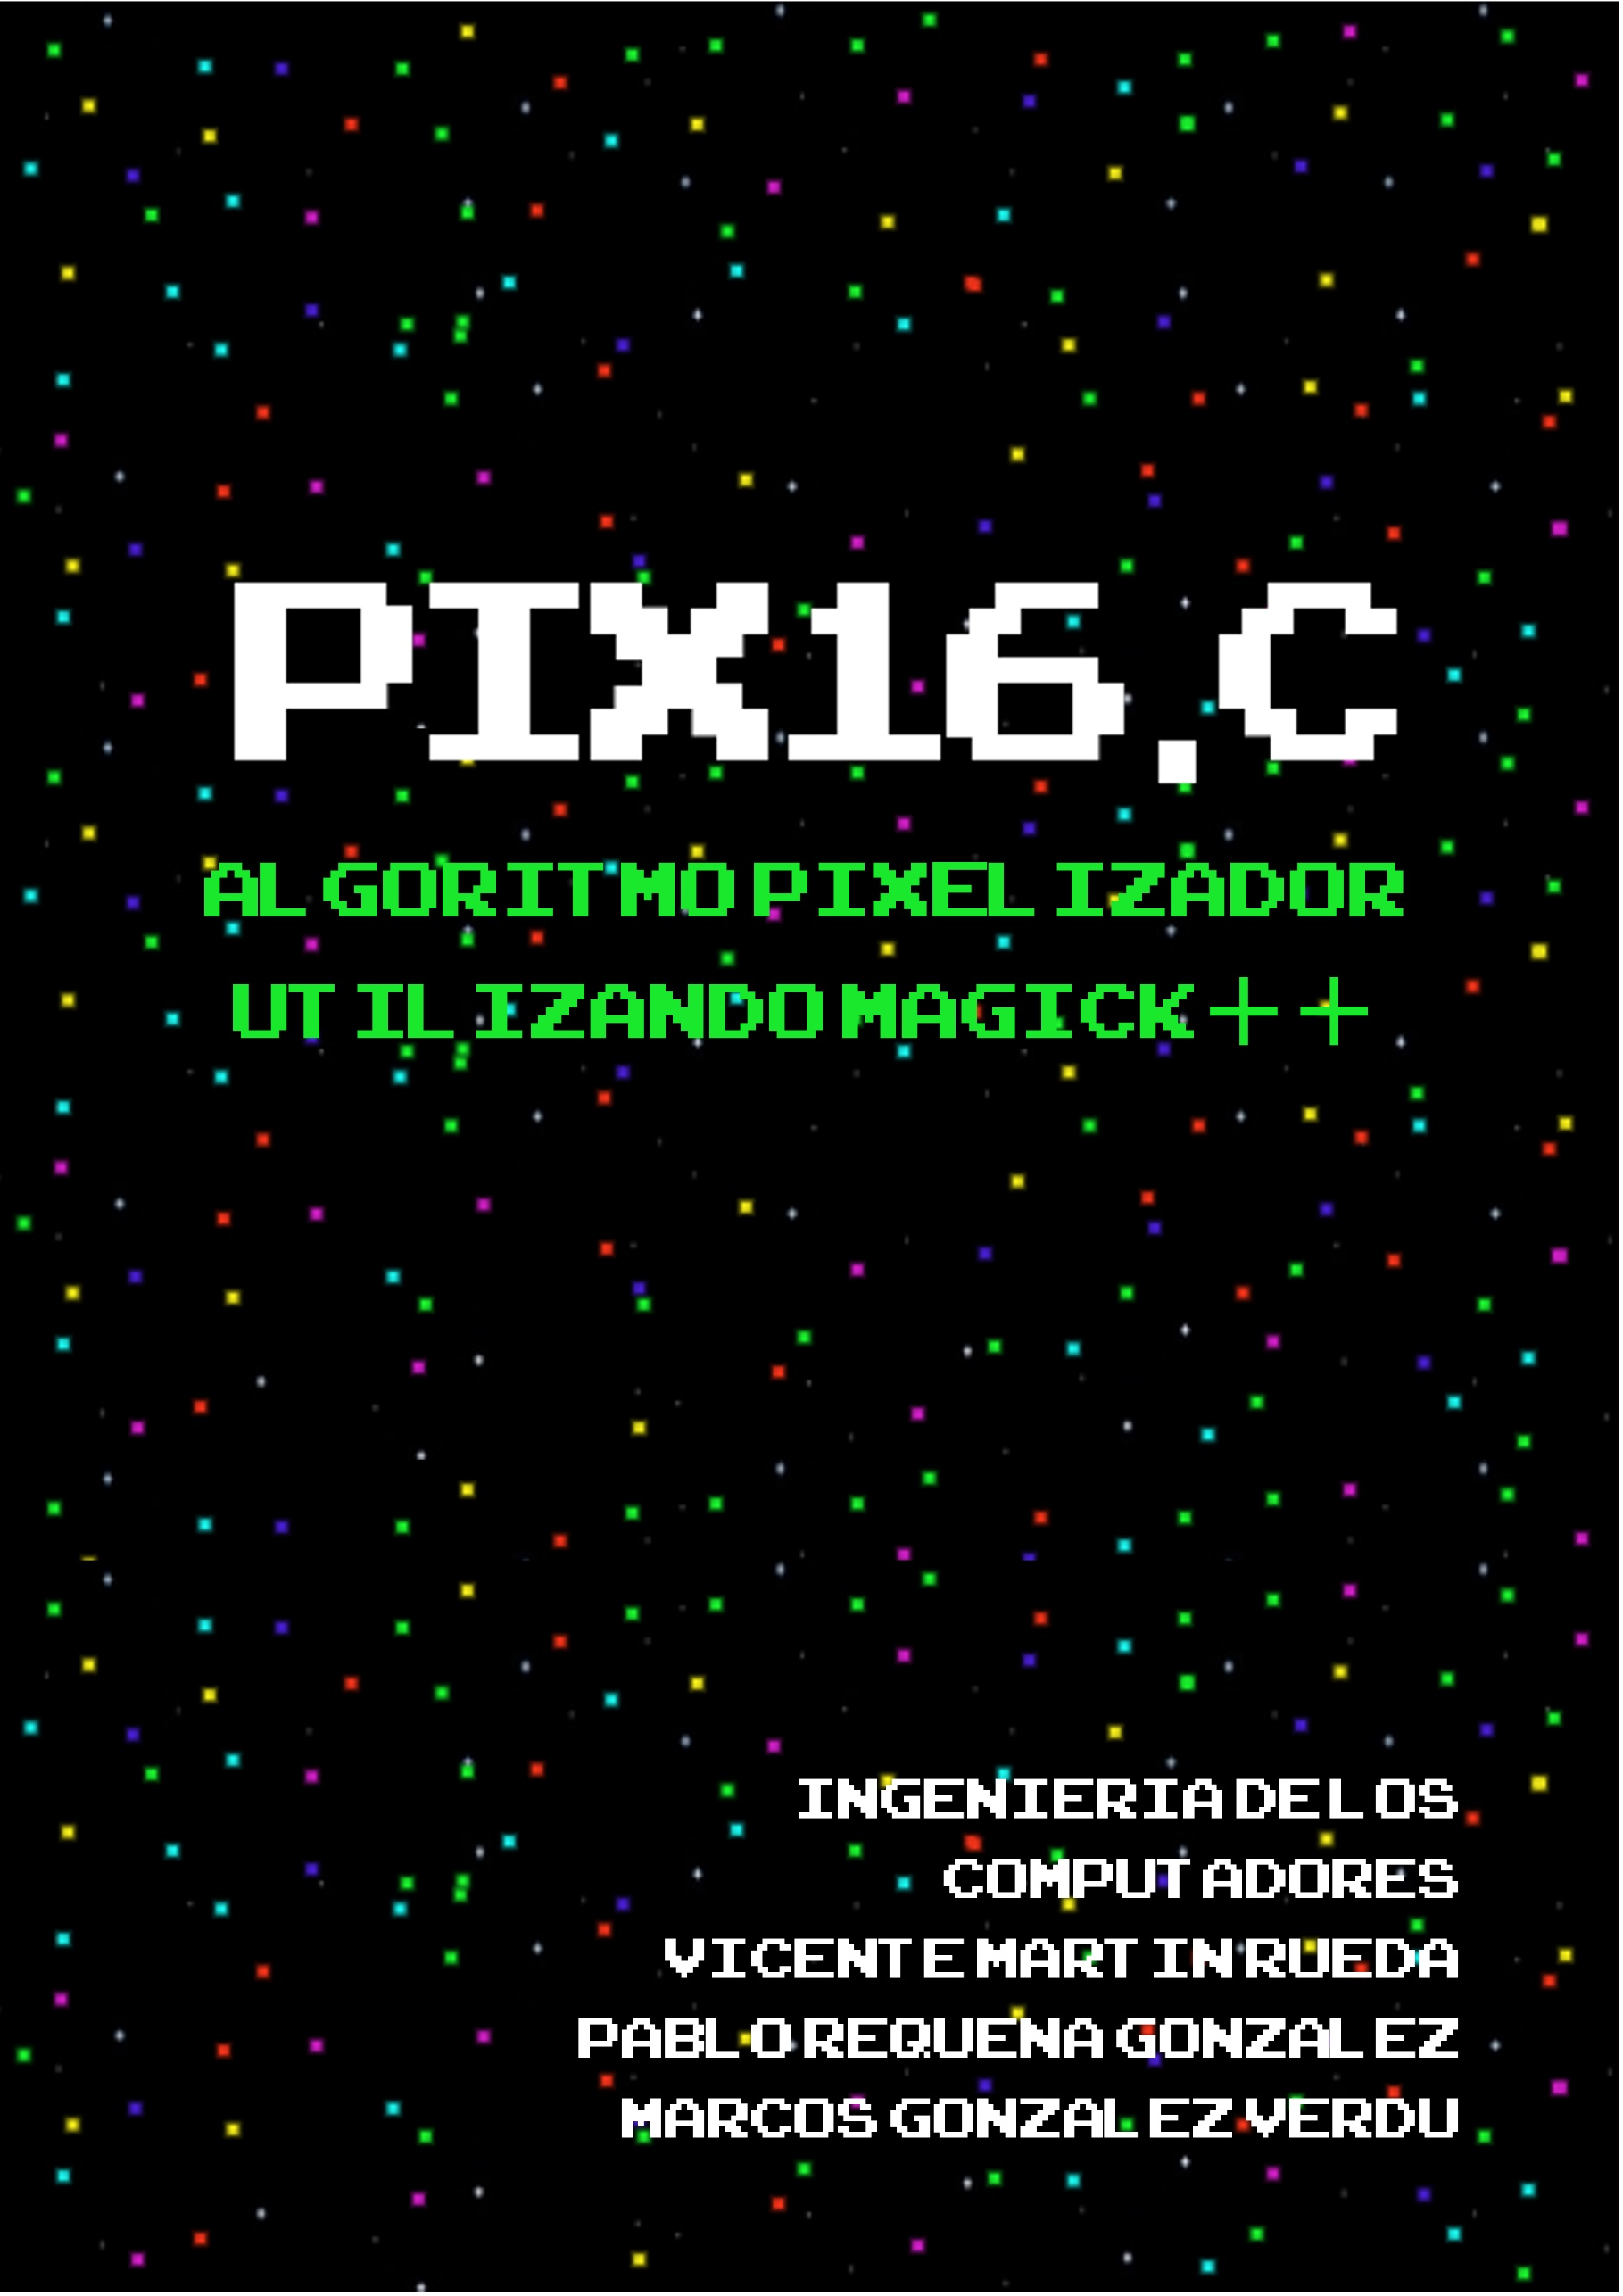 PIX16.C
ALGORITMO PIXELIZADOR
UTILIZANDO MAGICK++
INGENIERIA DE LOS
COMPUTADORES
VICENTE MARTIN RUEDA
PABLO REQUENA GONZALEZ
MARCOS GONZALEZ VERDU